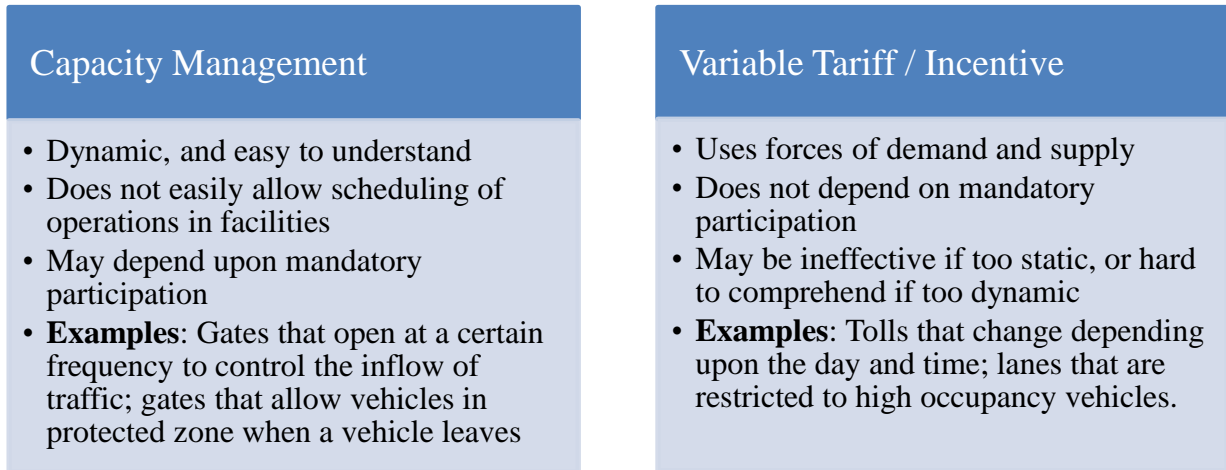 Capacity Management
• Dynamic, and easy to understand
• Does not easily allow scheduling of
operations in facilities
• May depend upon mandatory
participation
• Examples: Gates that open at a certain
frequency to control the inflow of
traffic; gates that allow vehicles in
protected zone when a vehicle leaves
Variable Tariff / Incentive
• Uses forces of demand and supply
• Does not depend on mandatory
participation
• May be ineffective if too static, or hard
to comprehend if too dynamic
• Examples: Tolls that change depending
upon the day and time; lanes that are
restricted to high occupancy vehicles.